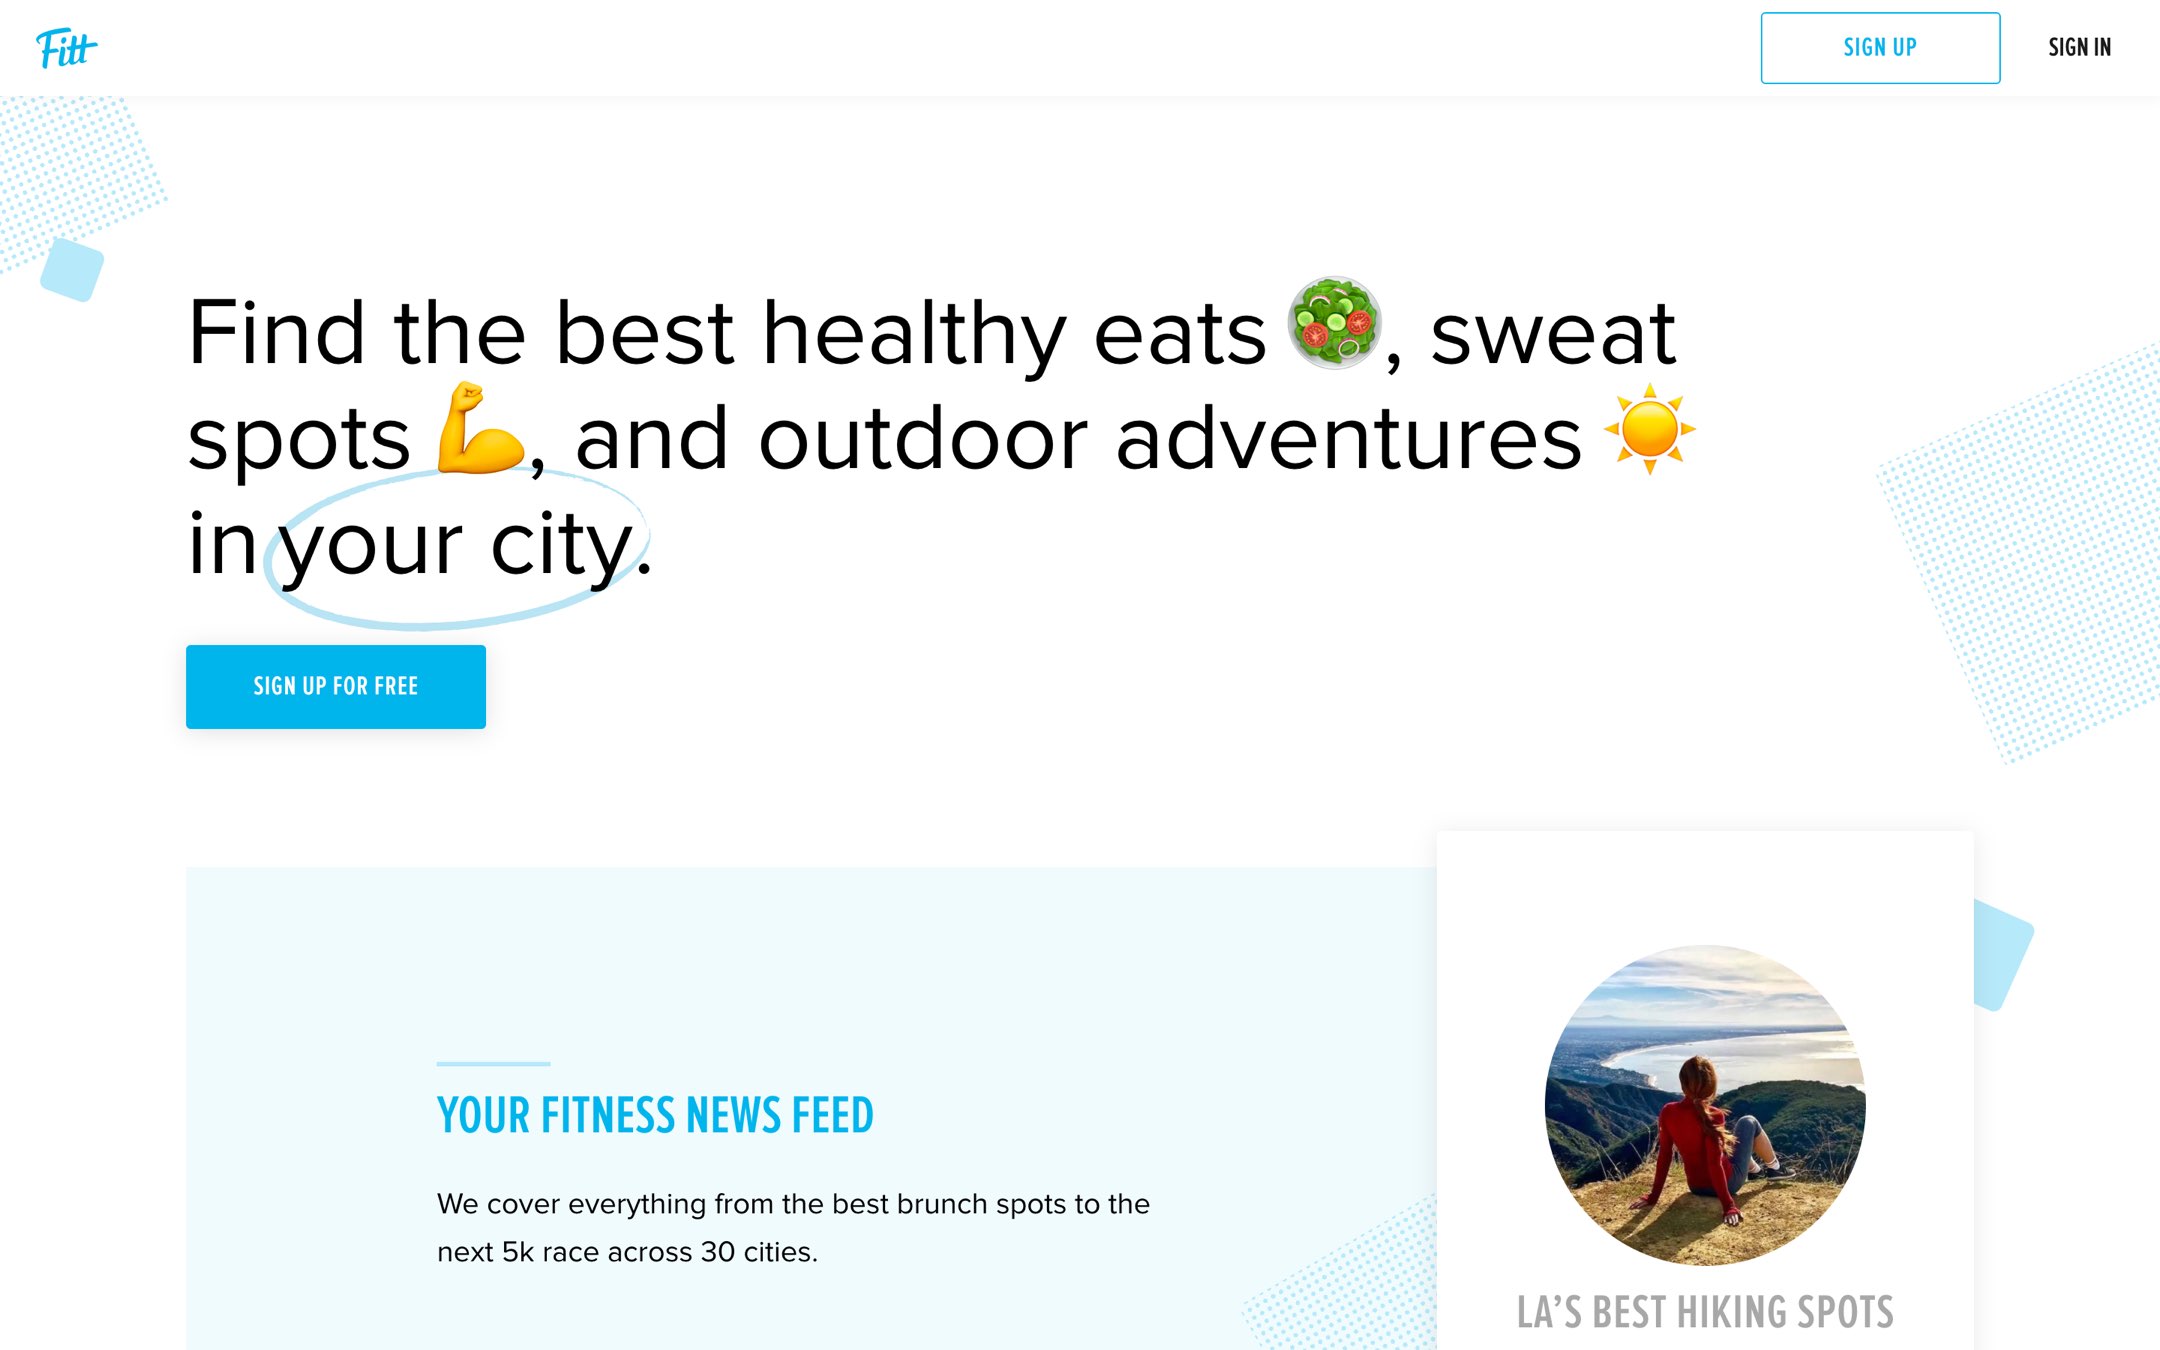 Fitt
SIGN UP
SIGN IN
Find the best healthy eats 🥗, sweat
spots 💪, and outdoor adventures ☀️
in your city.
SIGN UP FOR FREE
YOUR FITNESS NEWS FEED
We cover everything from the best brunch spots to the
next 5k race across 30 cities.
LA’S BEST HIKING SPOTS